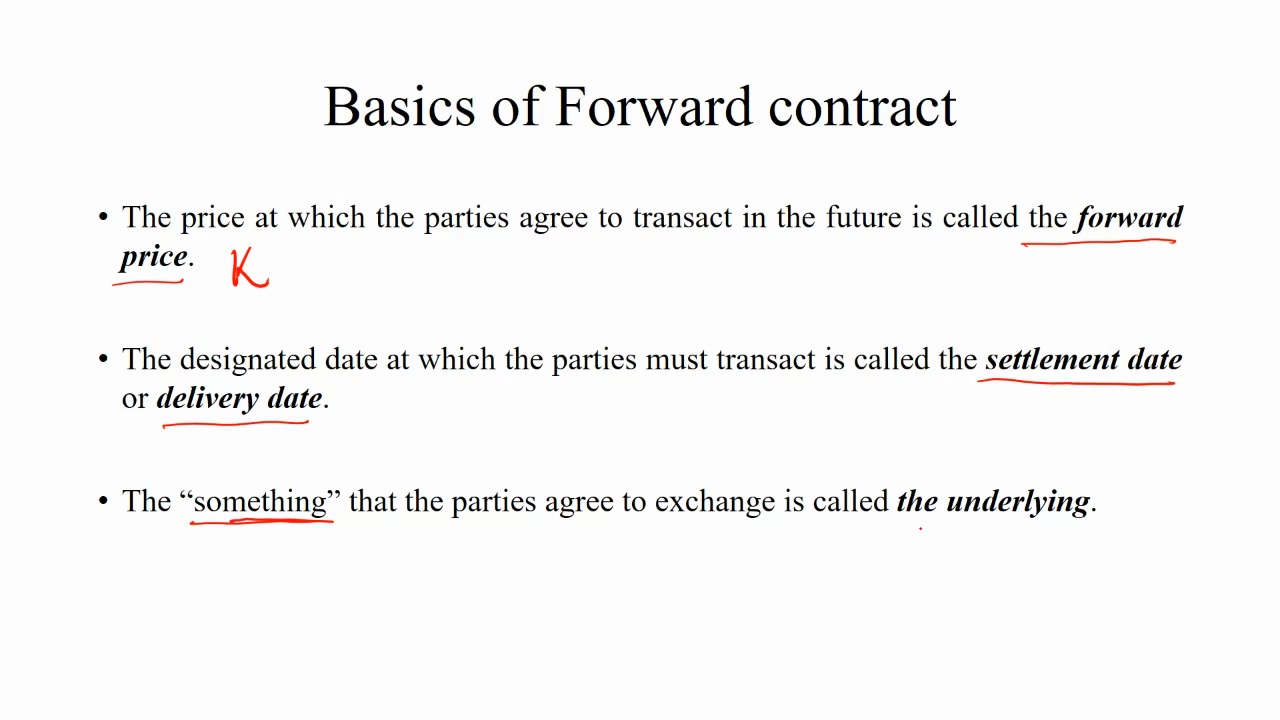 Basics of Forward contract
• The price at which the parties agree to transact in the future is called the forward
price. K
• The designated date at which the parties must transact is called the settlement date
or delivery date.
• The “something” that the parties agree to exchange is called the underlying.